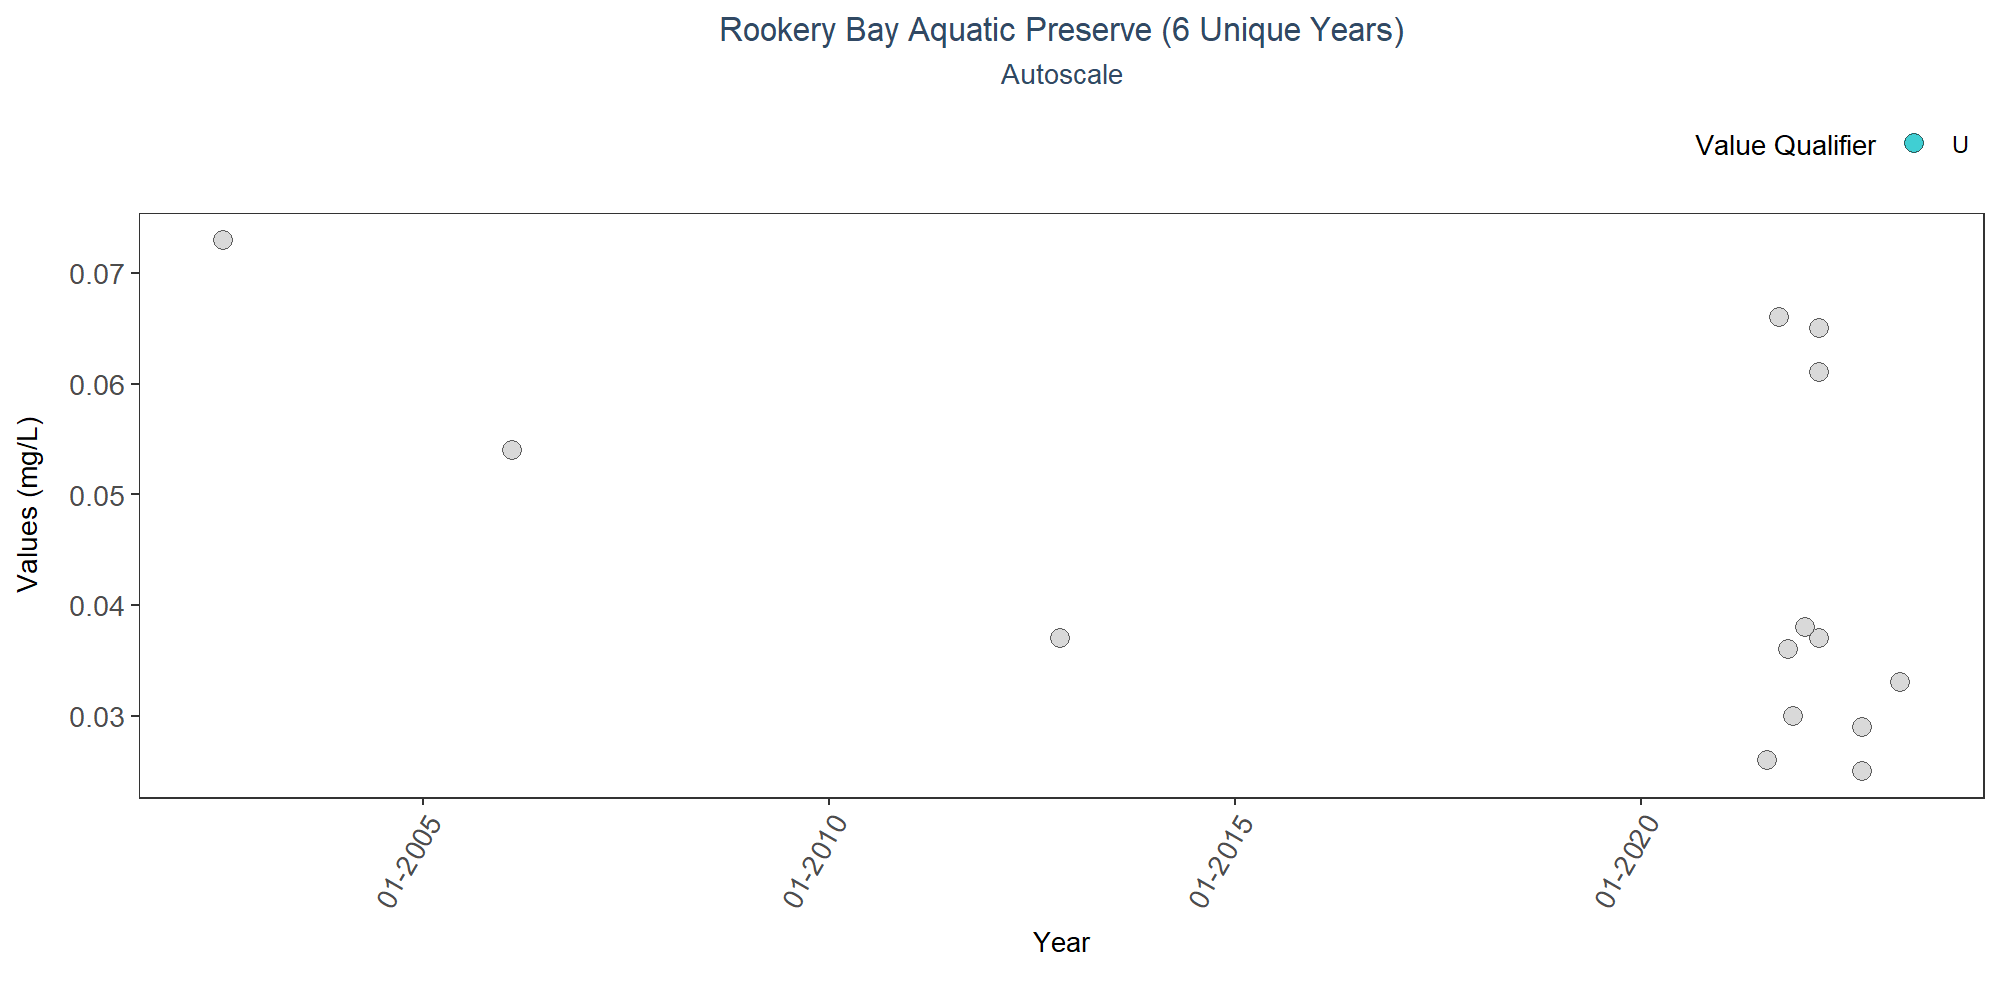 Rookery Bay Aquatic Preserve (6 Unique Years)
Autoscale
Value Qualifier U
0.07
0.06
0.05
0.04
0.03
Values (mg/L)
01-2005
01-2010
01-2015
01-2020
Year